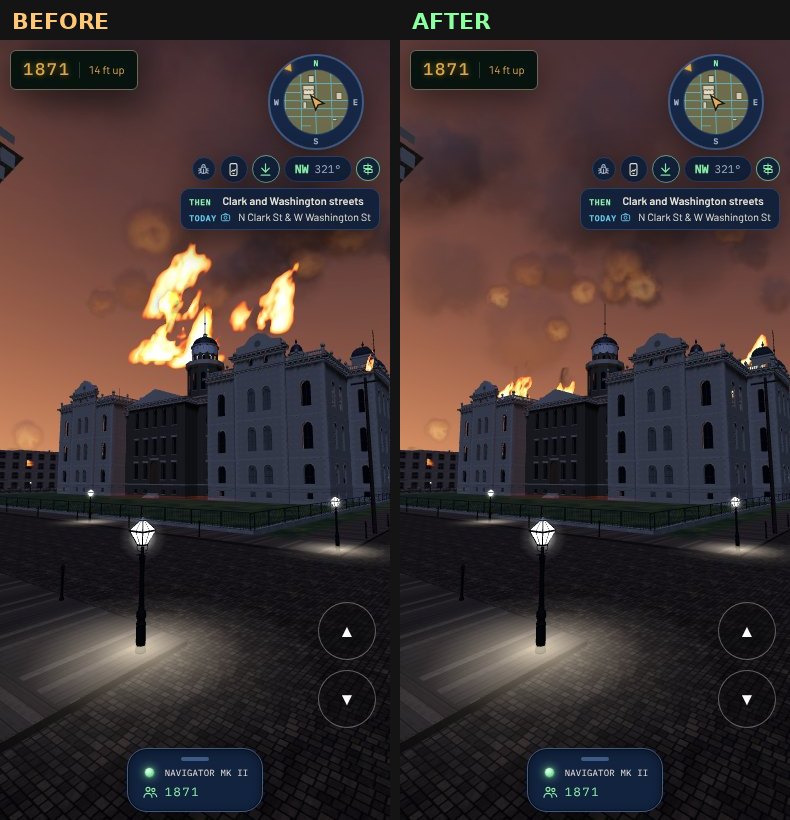 BEFORE
1871 14 ft up
N
W E
S
NW 321°
THEN Clark and Washington streets
TODAY N Clark St & W Washington St
NAVIGATOR MK II
1871
AFTER
1871 14 ft up
N
W E
S
NW 321°
THEN Clark and Washington streets
TODAY N Clark St & W Washington St
NAVIGATOR MK II
1871